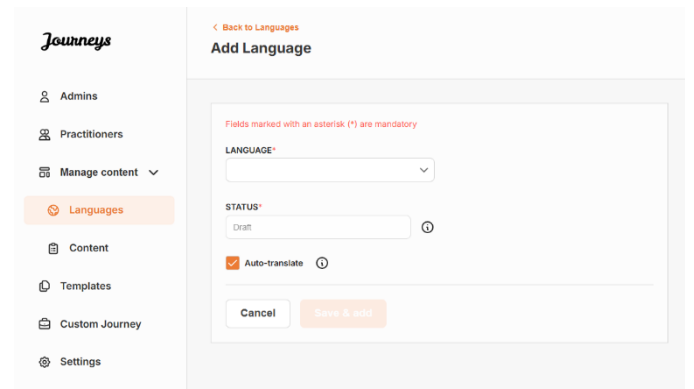 Journeys
Admins
Practitioners
Manage content
Languages
Content
Templates
Custom Journey
Settings
< Back to Languages
Add Language
Fields marked with an asterisk (*) are mandatory
LANGUAGE*
STATUS*
Draft
Auto-translate
Cancel
Save & add